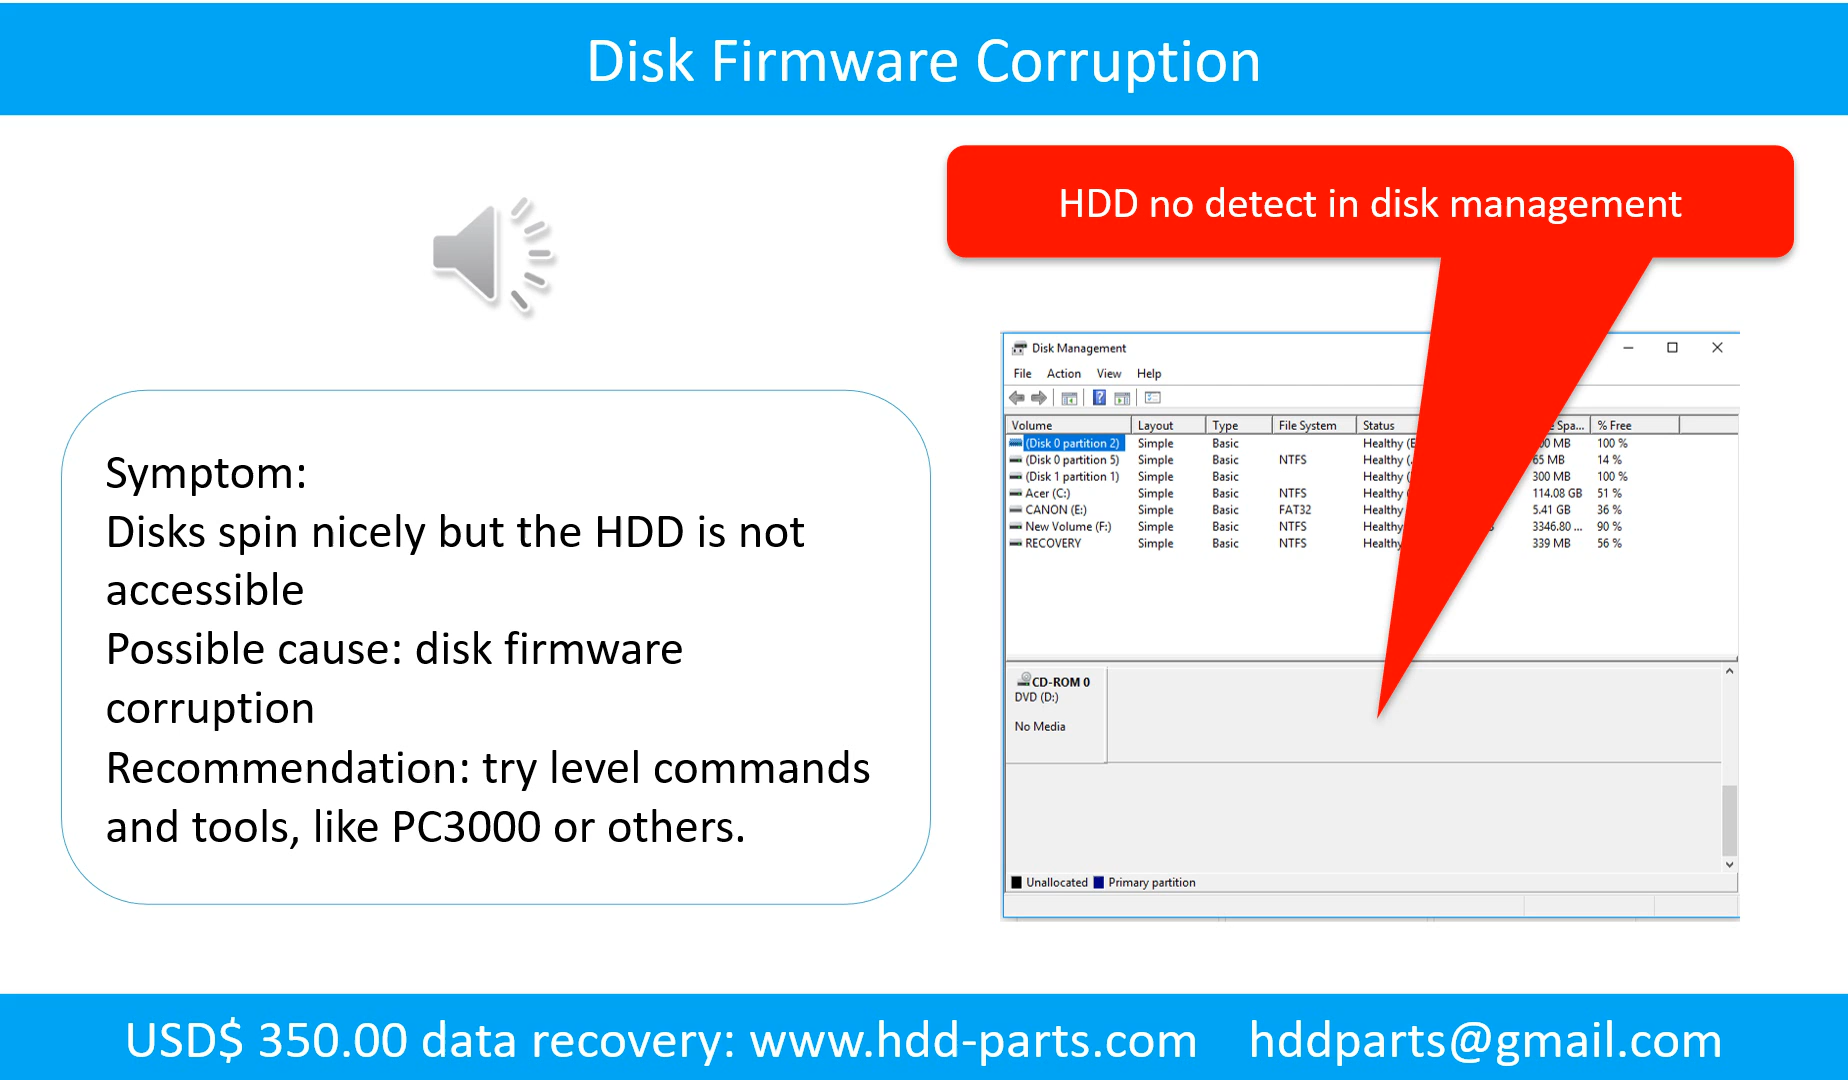 Disk Firmware Corruption
HDD no detect in disk management
Symptom:
Disks spin nicely but the HDD is not
accessible
Possible cause: disk firmware
corruption
Recommendation: try level commands
and tools, like PC3000 or others.
Disk Management
File Action View Help
Volume Layout Type File System Status Spa... % Free
(Disk 0 partition 2) Simple Basic Healthy (E MB 100 %
(Disk 0 partition 5) Simple Basic NTFS Healthy ( 65 MB 14 %
(Disk 1 partition 1) Simple Basic Healthy ( 300 MB 100 %
Acer (C:) Simple Basic NTFS Healthy 114.08 GB 51 %
CANON (E:) Simple Basic FAT32 Healthy 5.41 GB 36 %
New Volume (F:) Simple Basic NTFS Healthy 3346.80 ... 90 %
RECOVERY Simple Basic NTFS Healthy 339 MB 56 %
CD-ROM 0
DVD (D:)
No Media
Unallocated Primary partition
USD$ 350.00 data recovery: www.hdd-parts.com hddparts@gmail.com